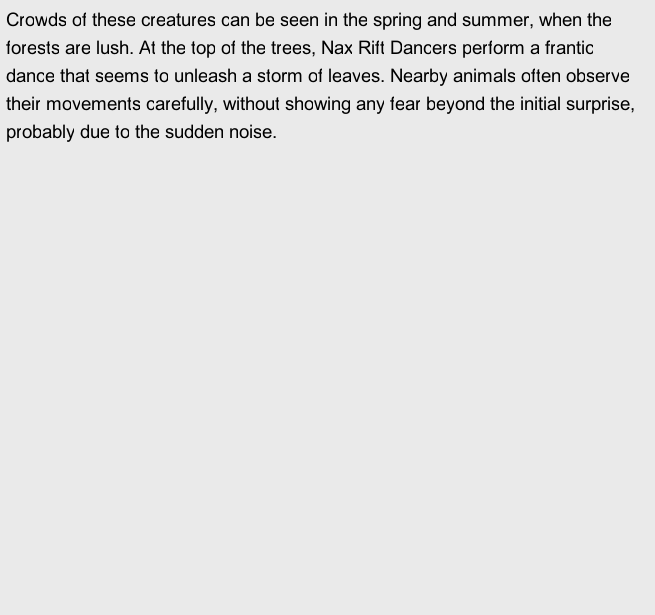 Crowds of these creatures can be seen in the spring and summer, when the
forests are lush. At the top of the trees, Nax Rift Dancers perform a frantic
dance that seems to unleash a storm of leaves. Nearby animals often observe
their movements carefully, without showing any fear beyond the initial surprise,
probably due to the sudden noise.